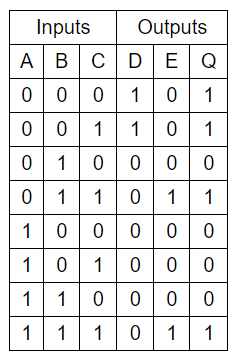 Inputs Outputs
A B C D E Q
0 0 0 1 0 1
0 0 1 1 0 1
0 1 0 0 0 0
0 1 1 0 1 1
1 0 0 0 0 0
1 0 1 0 0 0
1 1 0 0 0 0
1 1 1 0 1 1